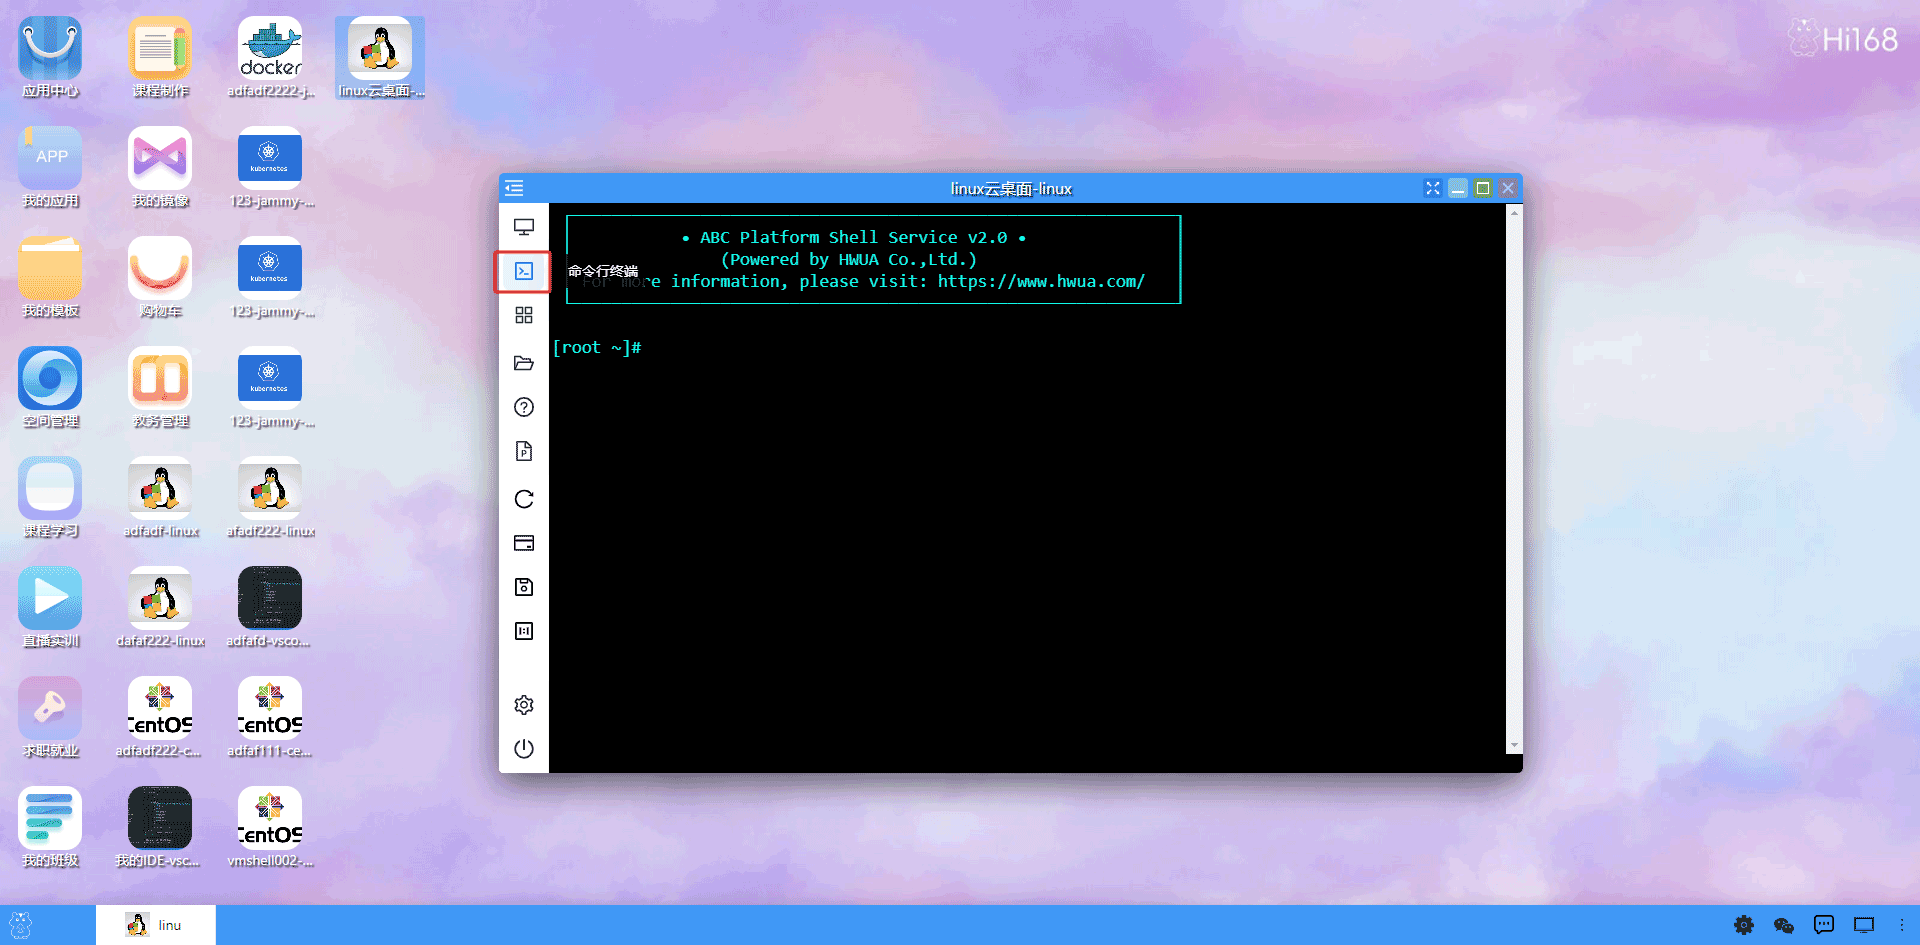 应用中心
课程制作
docker
adfadf2222-j...
linux云桌面-...
Hi168
APP
我的应用
我的镜像
kubernetes
123-jammy-...
我的模板
购物车
kubernetes
123-jammy-...
空间管理
教务管理
kubernetes
123-jammy-...
课程学习
adfadf-linux
afadf222-linux
直播实训
dafaf222-linux
adfafd-vsco...
求职就业
CentOS
adfadf222-c...
CentOS
adfaf111-ce...
我的班级
我的IDE-vsc...
CentOS
vmshell002-...
linux云桌面-linux
• ABC Platform Shell Service v2.0 •
(Powered by HWUA Co.,Ltd.)
命令行终端
For more information, please visit: https://www.hwua.com/
[root ~]#
linu